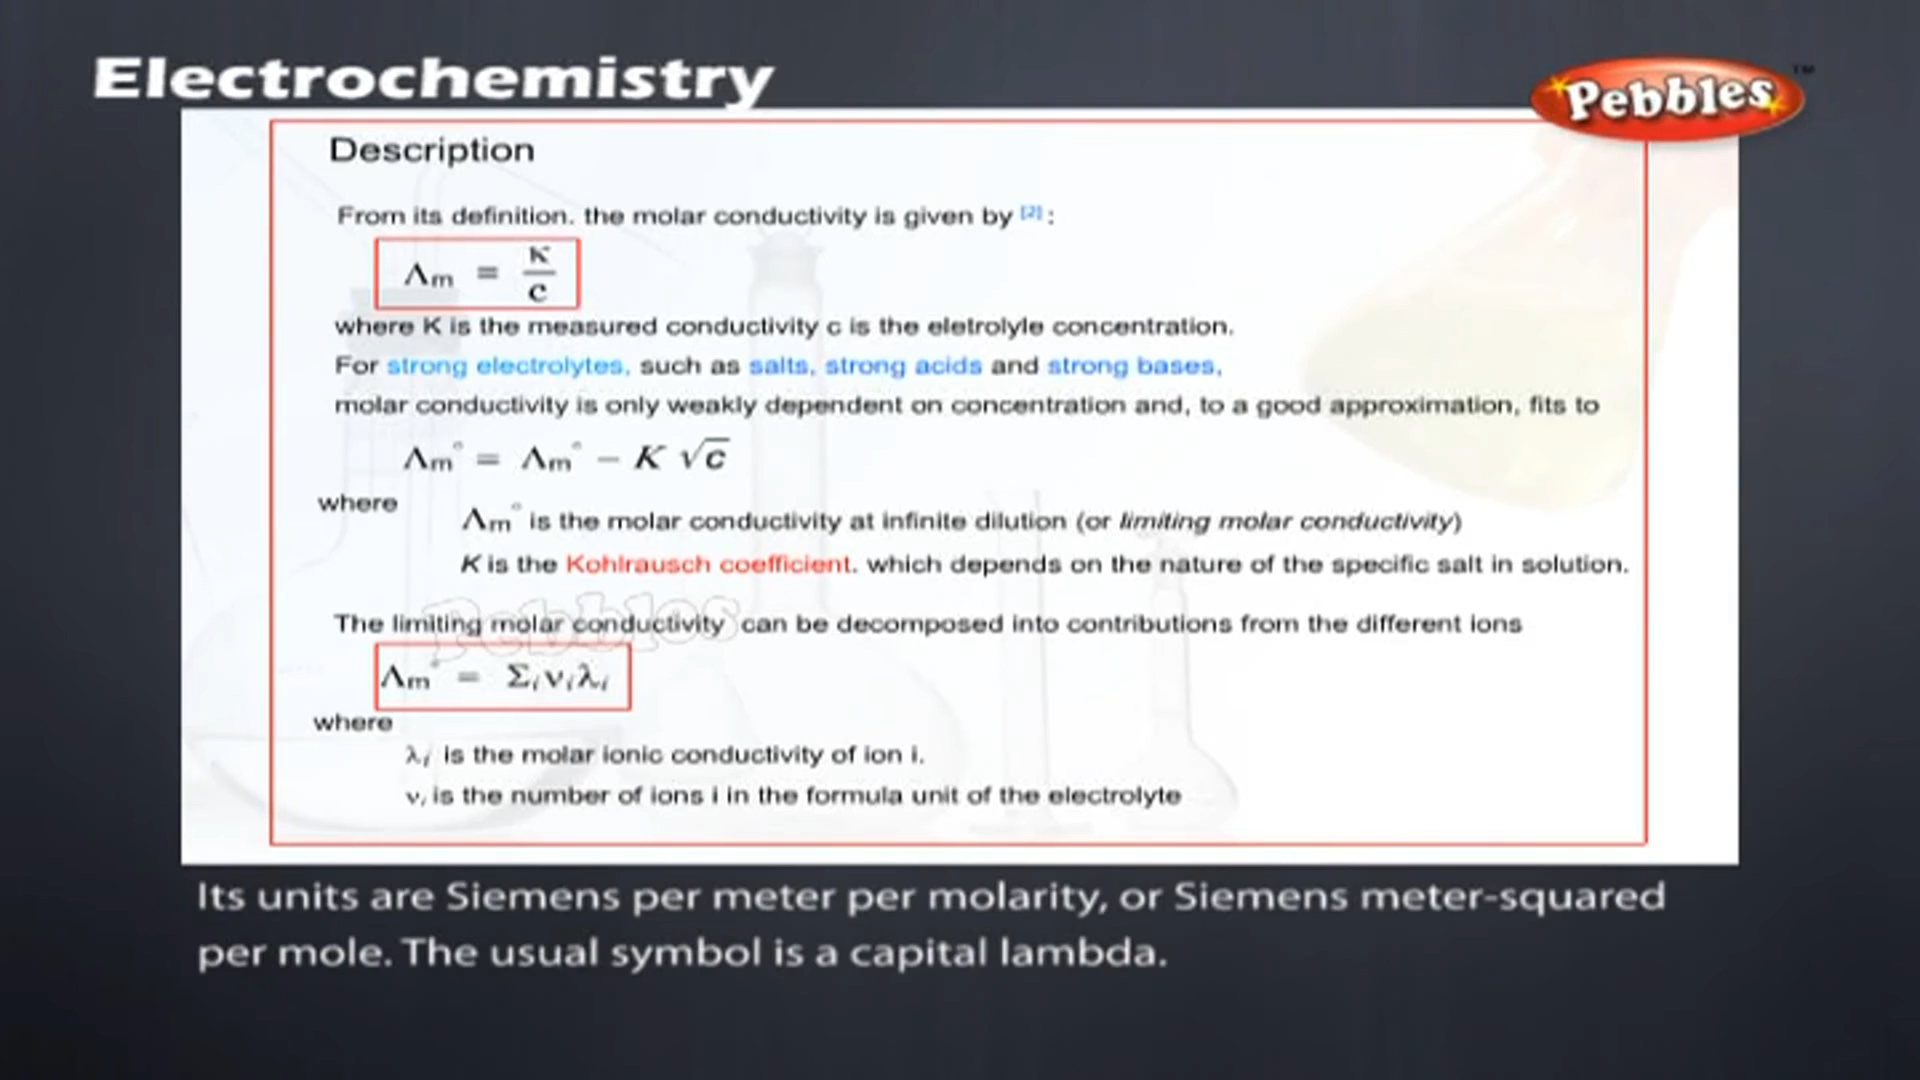 Electrochemistry
Pebbles™
Description
From its definition. the molar conductivity is given by [2] :
Λm = κ/c
where K is the measured conductivity c is the eletrolyle concentration.
For strong electrolytes, such as salts, strong acids and strong bases,
molar conductivity is only weakly dependent on concentration and, to a good approximation, fits to
Λm° = Λm° − K √c
where
Λm° is the molar conductivity at infinite dilution (or limiting molar conductivity)
K is the Kohlrausch coefficient. which depends on the nature of the specific salt in solution.
Pebbles
The limiting molar conductivity can be decomposed into contributions from the different ions
Λm° = Σiνiλi
where
λi is the molar ionic conductivity of ion i.
νi is the number of ions i in the formula unit of the electrolyte
Its units are Siemens per meter per molarity, or Siemens meter-squared
per mole. The usual symbol is a capital lambda.